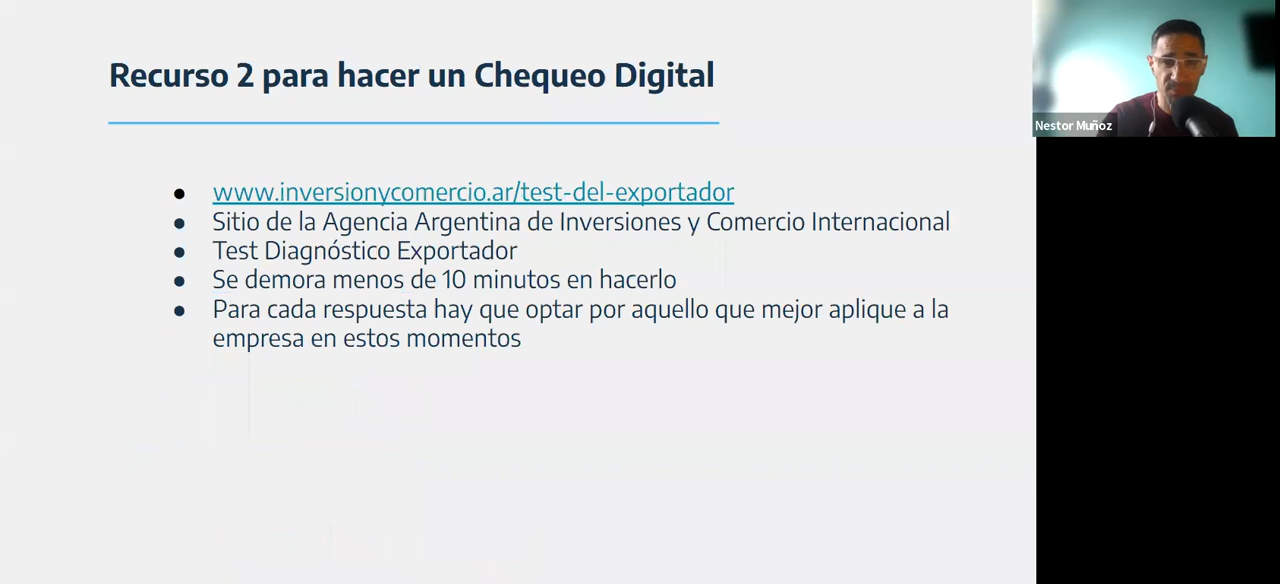 Recurso 2 para hacer un Chequeo Digital
www.inversionycomercio.ar/test-del-exportador
Sitio de la Agencia Argentina de Inversiones y Comercio Internacional
Test Diagnóstico Exportador
Se demora menos de 10 minutos en hacerlo
Para cada respuesta hay que optar por aquello que mejor aplique a la
empresa en estos momentos
Nestor Muñoz